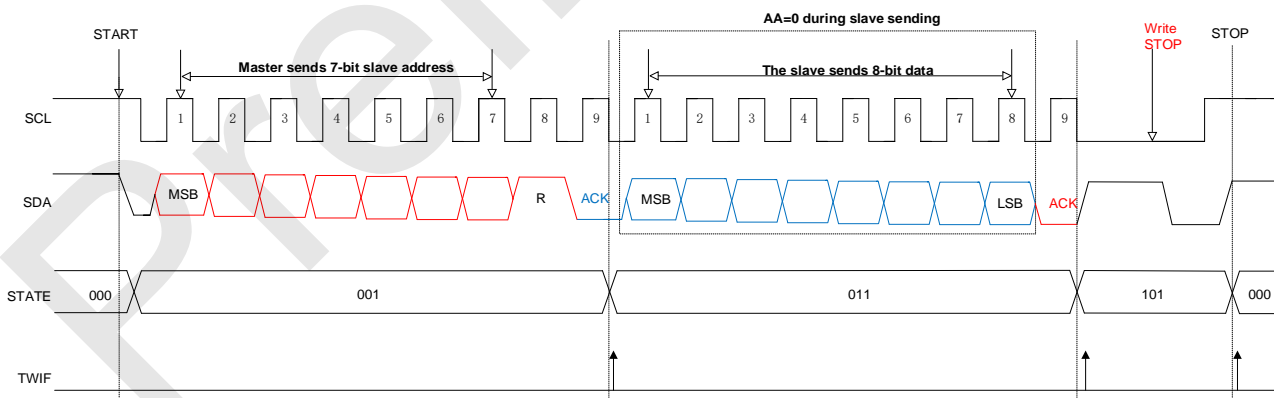 AA=0 during slave sending
START
Write
STOP
STOP
Master sends 7-bit slave address
The slave sends 8-bit data
SCL
1 2 3 4 5 6 7 8 9 1 2 3 4 5 6 7 8 9
SDA
MSB R ACK MSB LSB ACK
STATE
000 001 011 101 000
TWIF